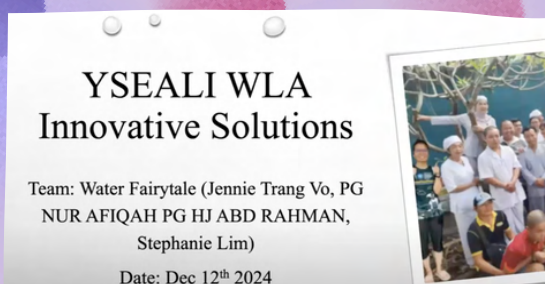 YSEALI WLA
Innovative Solutions
Team: Water Fairytale (Jennie Trang Vo, PG
NUR AFIQAH PG HJ ABD RAHMAN,
Stephanie Lim)
Date: Dec 12th 2024